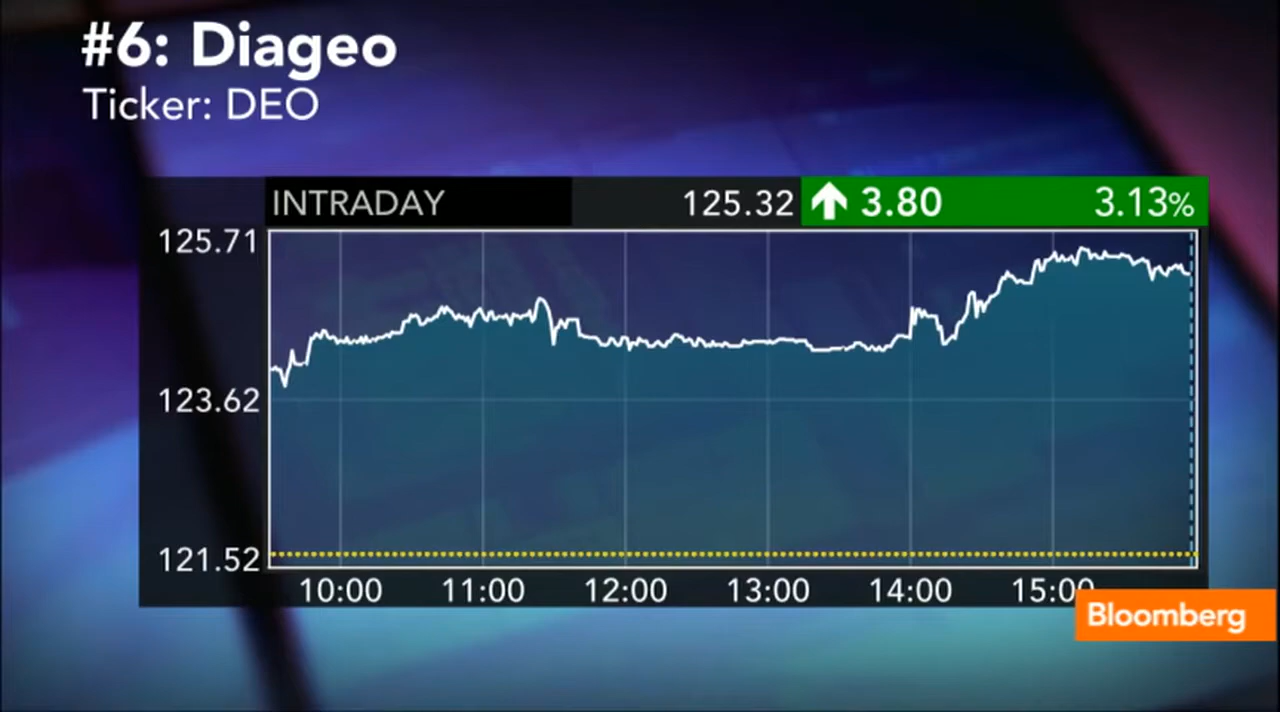 #6: Diageo
Ticker: DEO
INTRADAY 125.32 3.80 3.13%
125.71
123.62
121.52
10:00 11:00 12:00 13:00 14:00 15:00
Bloomberg